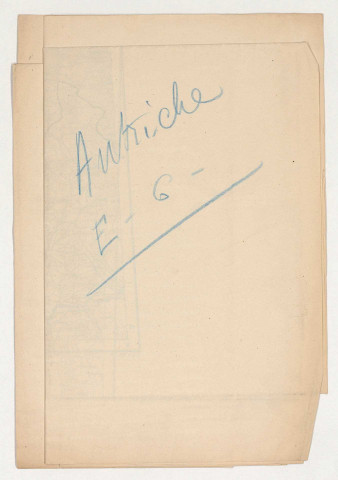 Autriche
E - 6 -